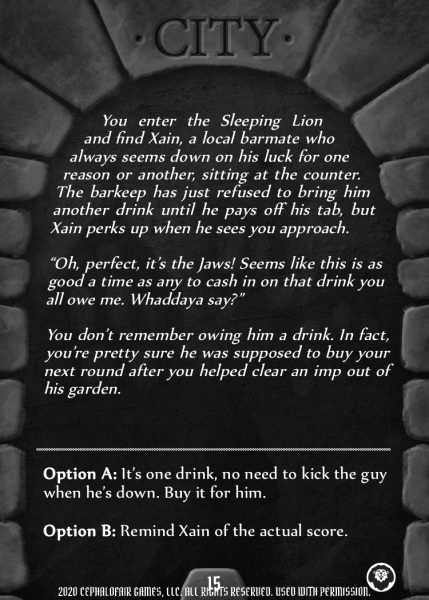 · CITY ·
You enter the Sleeping Lion
and find Xain, a local barmate who
always seems down on his luck for one
reason or another, sitting at the counter.
The barkeep has just refused to bring him
another drink until he pays off his tab, but
Xain perks up when he sees you approach.
“Oh, perfect, it’s the Jaws! Seems like this is as
good a time as any to cash in on that drink you
all owe me. Whaddaya say?”
You don’t remember owing him a drink. In fact,
you’re pretty sure he was supposed to buy your
next round after you helped clear an imp out of
his garden.
Option A: It’s one drink, no need to kick the guy
when he’s down. Buy it for him.
Option B: Remind Xain of the actual score.
15
2020 CEPHALOFAIR GAMES, LLC. ALL RIGHTS RESERVED. USED WITH PERMISSION.